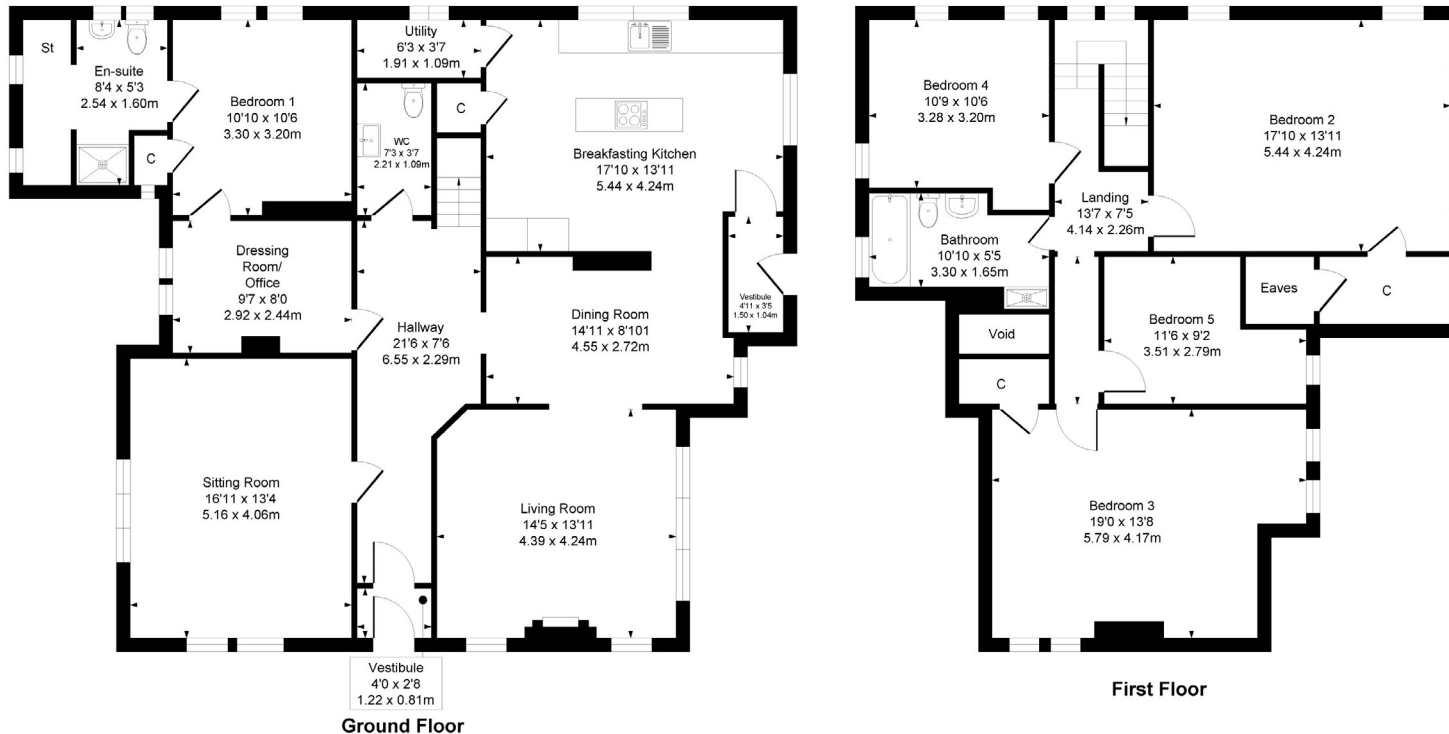 St
En-suite
8'4 x 5'3
2.54 x 1.60m
C
Bedroom 1
10'10 x 10'6
3.30 x 3.20m
Utility
6'3 x 3'7
1.91 x 1.09m
WC
7'3 x 3'7
2.21 x 1.09m
C
Breakfasting Kitchen
17'10 x 13'11
5.44 x 4.24m
Dressing
Room/
Office
9'7 x 8'0
2.92 x 2.44m
Hallway
21'6 x 7'6
6.55 x 2.29m
Dining Room
14'11 x 8'101
4.55 x 2.72m
Vestibule
4'11 x 3'5
1.50 x 1.04m
Sitting Room
16'11 x 13'4
5.16 x 4.06m
Living Room
14'5 x 13'11
4.39 x 4.24m
Vestibule
4'0 x 2'8
1.22 x 0.81m
Ground Floor
Bedroom 4
10'9 x 10'6
3.28 x 3.20m
Bedroom 2
17'10 x 13'11
5.44 x 4.24m
Landing
13'7 x 7'5
4.14 x 2.26m
Bathroom
10'10 x 5'5
3.30 x 1.65m
Eaves
C
Bedroom 5
11'6 x 9'2
3.51 x 2.79m
Void
C
Bedroom 3
19'0 x 13'8
5.79 x 4.17m
First Floor